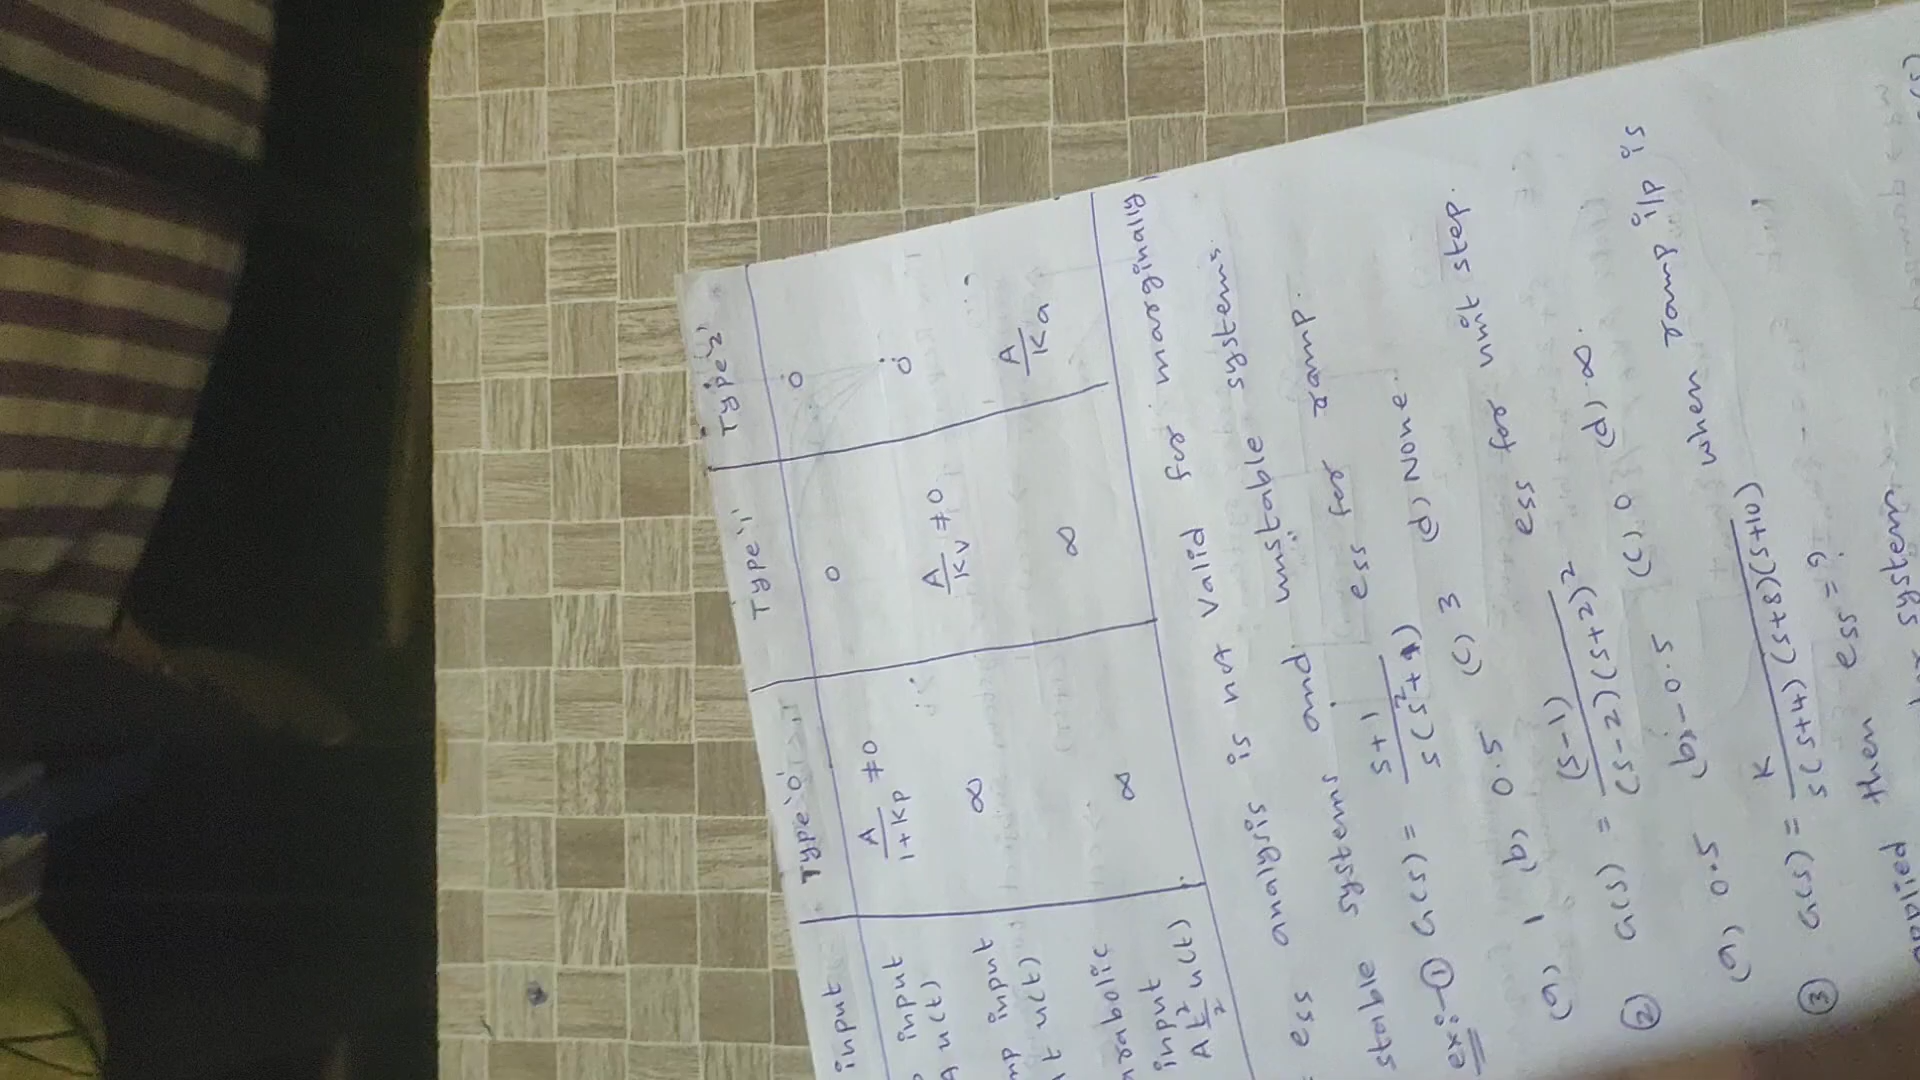 input Type '0' Type '1' Type '2'
input A/(1+Kp) ≠0 0 0
u(t)
input ∞ A/Kv ≠0 0
t u(t)
input ∞ ∞ A/Ka
A t²/2 u(t)
ess analysis is not valid for marginally
stable systems and unstable systems.
ex:- ① G(s) = s+1/s(s²+1) ess for ramp.
(a) 1 (b) 0.5 (c) 3 (d) None.
② G(s) = (s-1)/(s-2)(s+2)² ess for unit step.
(a) 0.5 (b) -0.5 (c) 0 (d) ∞.
③ G(s) = K/s(s+4)(s+8)(s+10) when ramp i/p is
then ess = ?
system